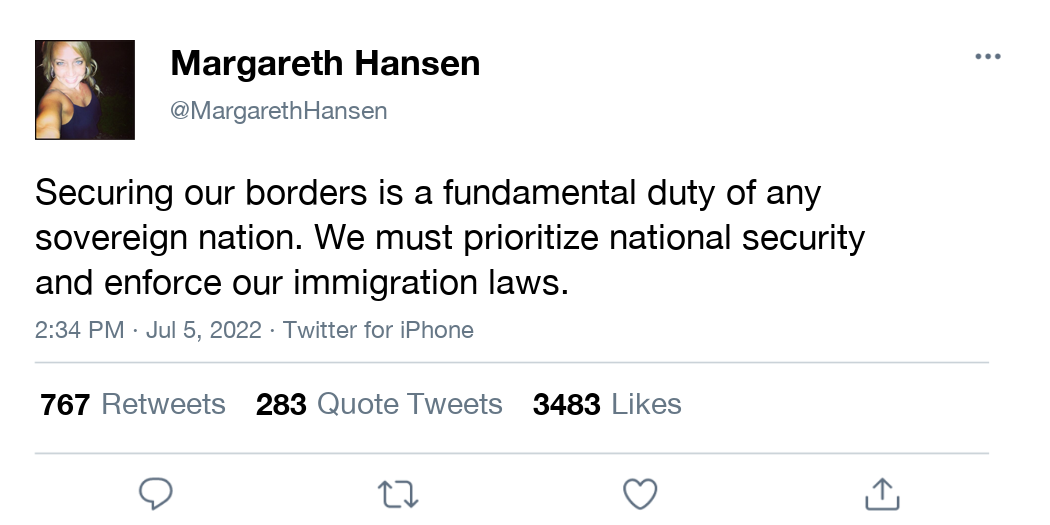 Margareth Hansen
@MargarethHansen
Securing our borders is a fundamental duty of any
sovereign nation. We must prioritize national security
and enforce our immigration laws.
2:34 PM · Jul 5, 2022 · Twitter for iPhone
767 Retweets 283 Quote Tweets 3483 Likes